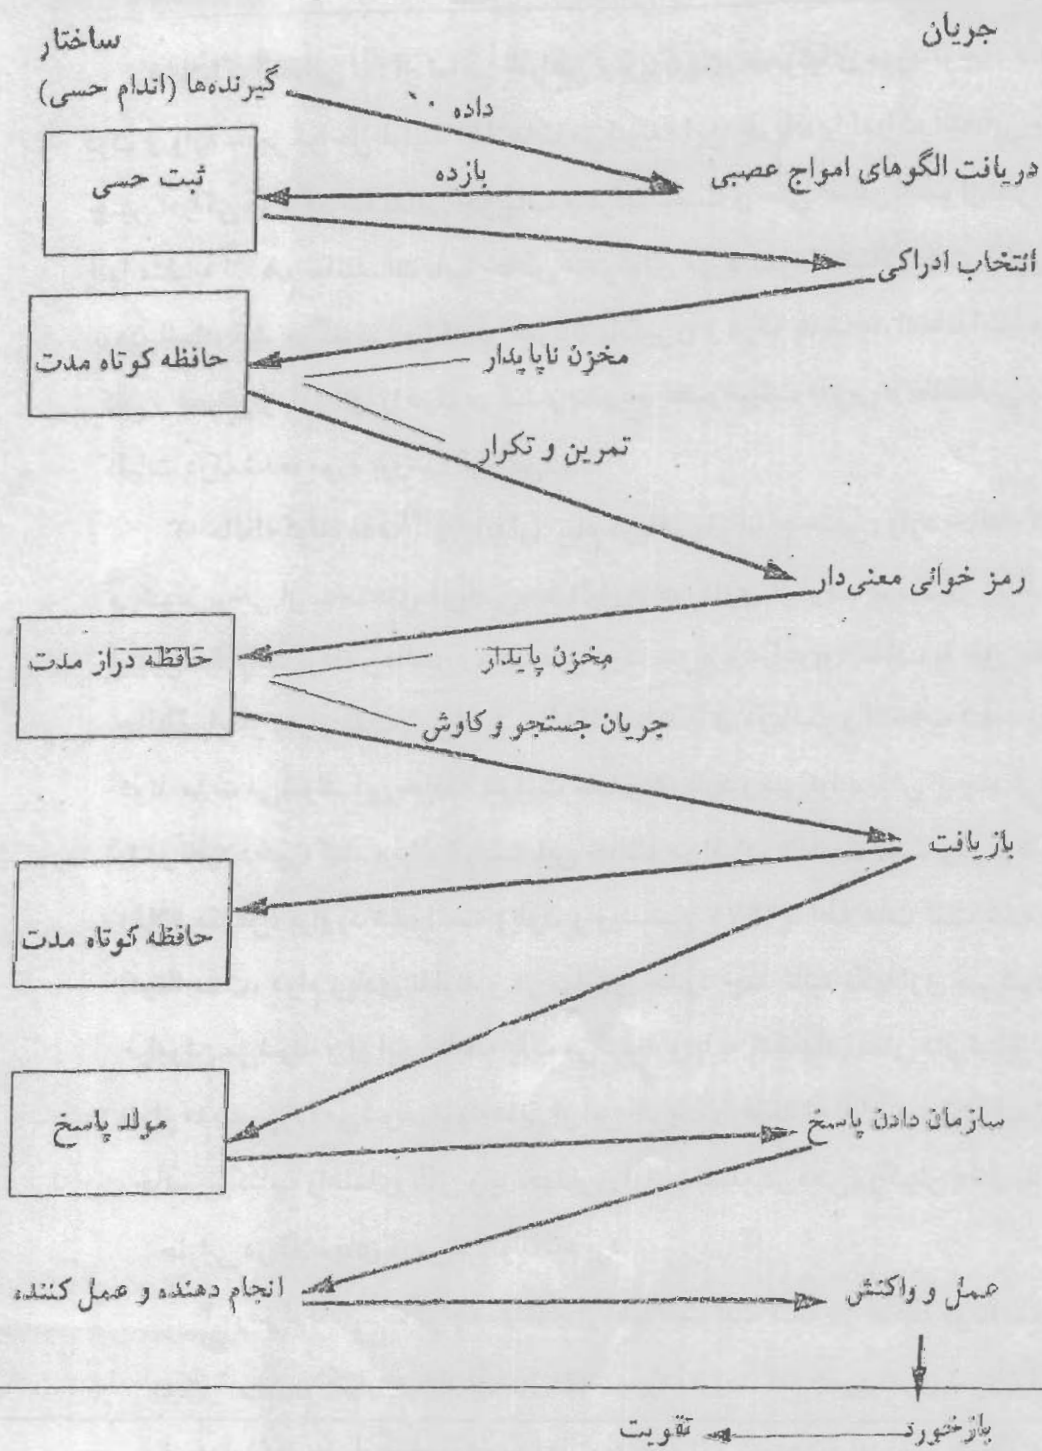 جریان
ساختار
گیرنده‌ها (اندام حسی)
داده
دریافت الگوهای امواج عصبی
بازده
ثبت حسی
انتخاب ادراکی
حافظه کوتاه مدت
مخزن ناپایدار
تمرین و تکرار
رمز خوانی معنی‌دار
حافظه دراز مدت
مخزن پایدار
جریان جستجو و کاوش
بازیافت
حافظه کوتاه مدت
مولد پاسخ
سازمان دادن پاسخ
انجام دهنده و عمل کننده
عمل و واکنش
بازخورد
تقویت